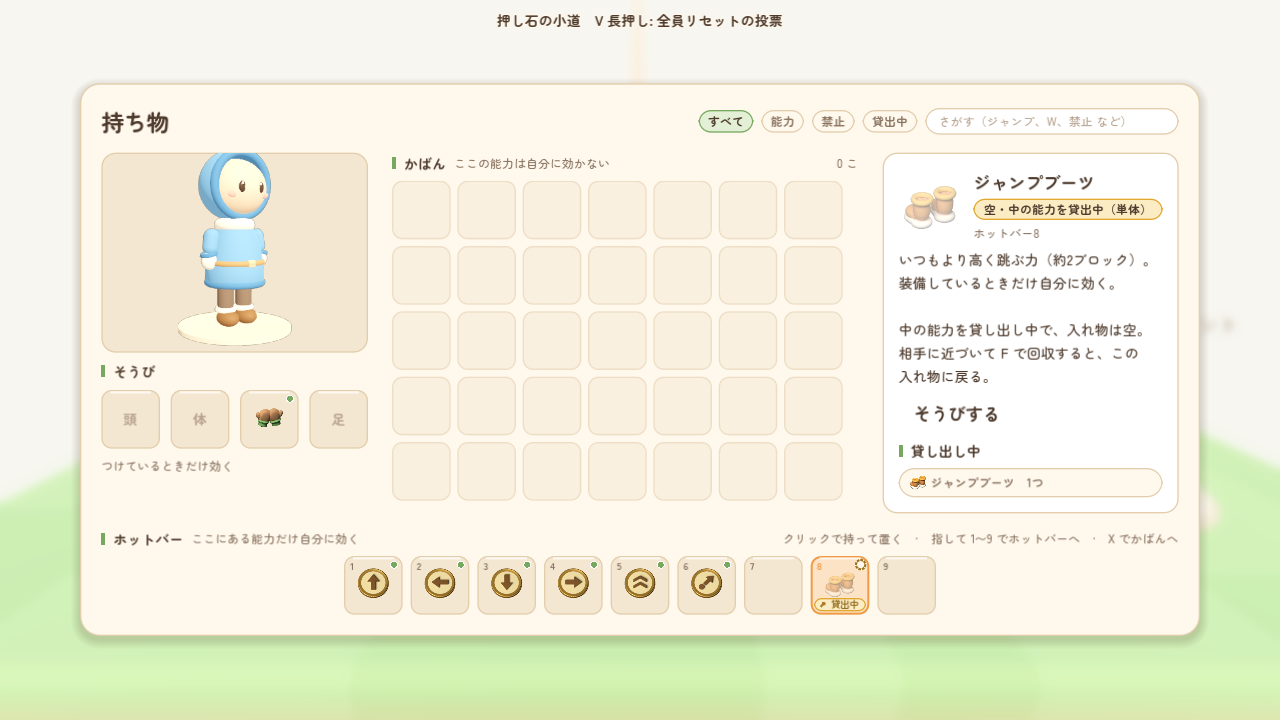 押し石の小道 V 長押し: 全員リセットの投票
持ち物
すべて 能力 禁止 貸出中 さがす（ジャンプ、W、禁止 など）
かばん ここの能力は自分に効かない 0 こ
ジャンプブーツ
空・中の能力を貸出中（単体）
ホットバー8
いつもより高く跳ぶ力（約2ブロック）。
装備しているときだけ自分に効く。
中の能力を貸し出し中で、入れ物は空。
相手に近づいて F で回収すると、この
入れ物に戻る。
そうびする
貸し出し中
ジャンプブーツ 1つ
そうび
頭 体 足
つけているときだけ効く
ホットバー ここにある能力だけ自分に効く
クリックで持って置く ・ 指して 1〜9 でホットバーへ ・ X でかばんへ
1 2 3 4 5 6 7 8 9
貸出中